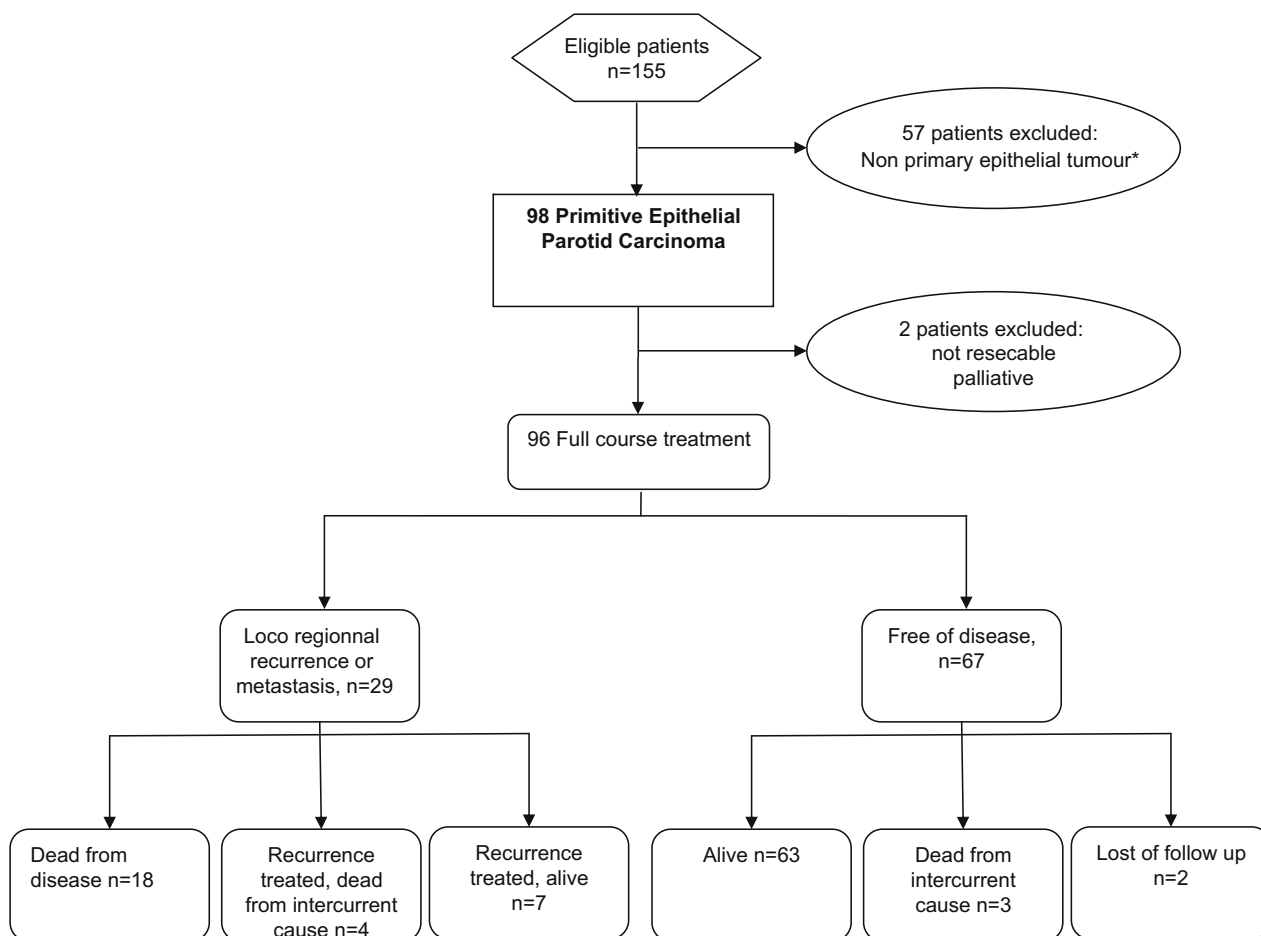 Eligible patients
n=155
57 patients excluded:
Non primary epithelial tumour*
98 Primitive Epithelial
Parotid Carcinoma
2 patients excluded:
not resecable
palliative
96 Full course treatment
Loco regionnal
recurrence or
metastasis, n=29
Free of disease,
n=67
Dead from
disease n=18
Recurrence
treated, dead
from intercurrent
cause n=4
Recurrence
treated, alive
n=7
Alive n=63
Dead from
intercurrent
cause n=3
Lost of follow up
n=2